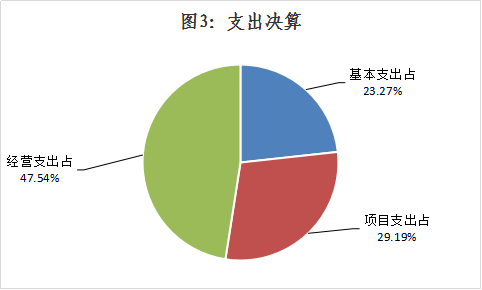 图3：支出决算
基本支出占
23.27%
经营支出占
47.54%
项目支出占
29.19%